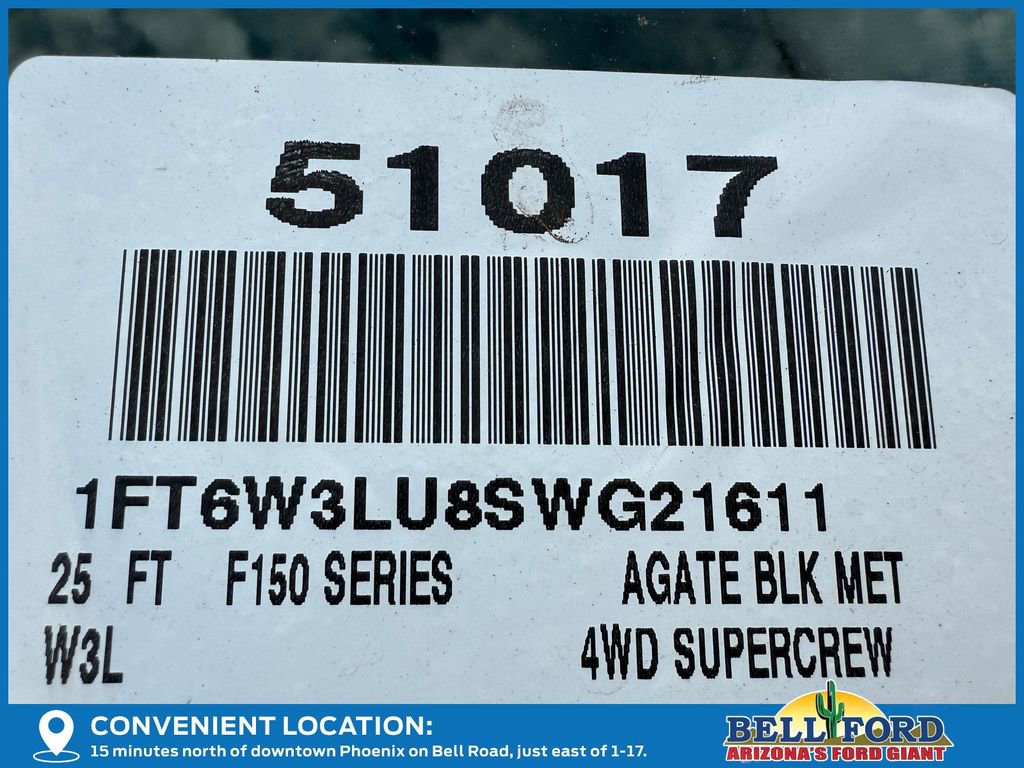 51017
1FT6W3LU8SWG21611
25 FT F150 SERIES AGATE BLK MET
W3L 4WD SUPERCREW
CONVENIENT LOCATION:
15 minutes north of downtown Phoenix on Bell Road, just east of 1-17.
BELL FORD
ARIZONA'S FORD GIANT